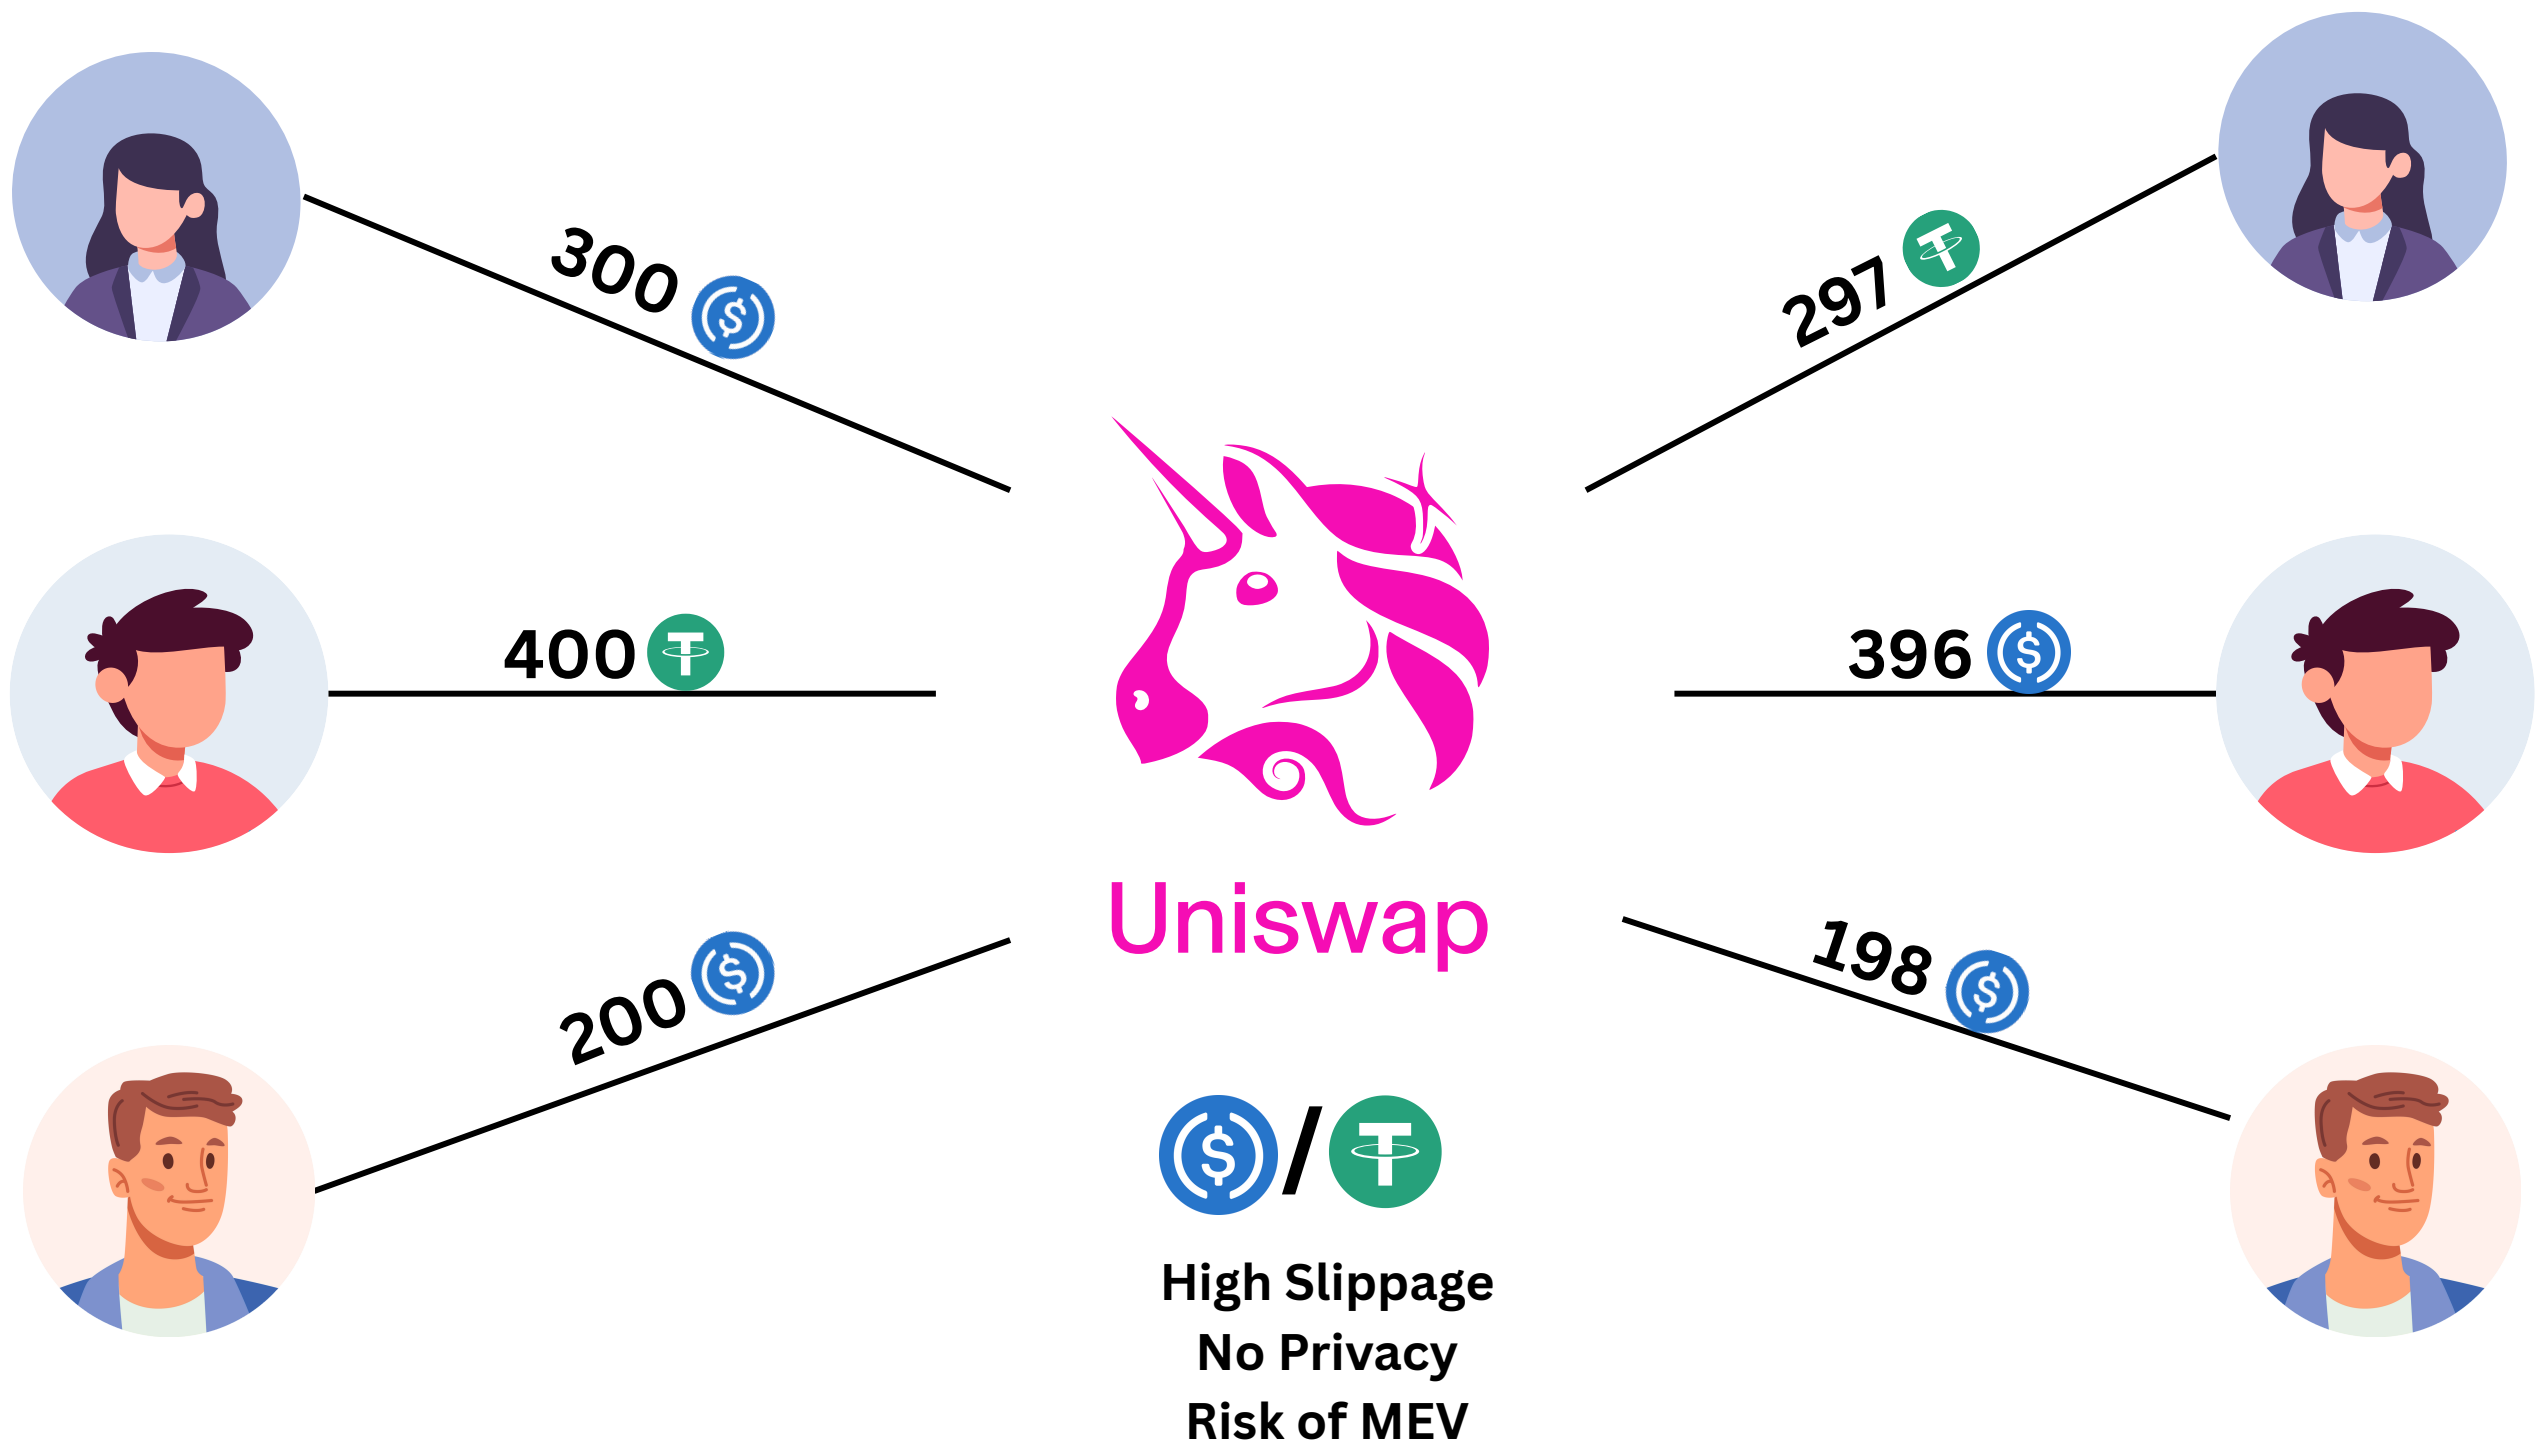 300
297
400
396
200
198
Uniswap
/
High Slippage
No Privacy
Risk of MEV